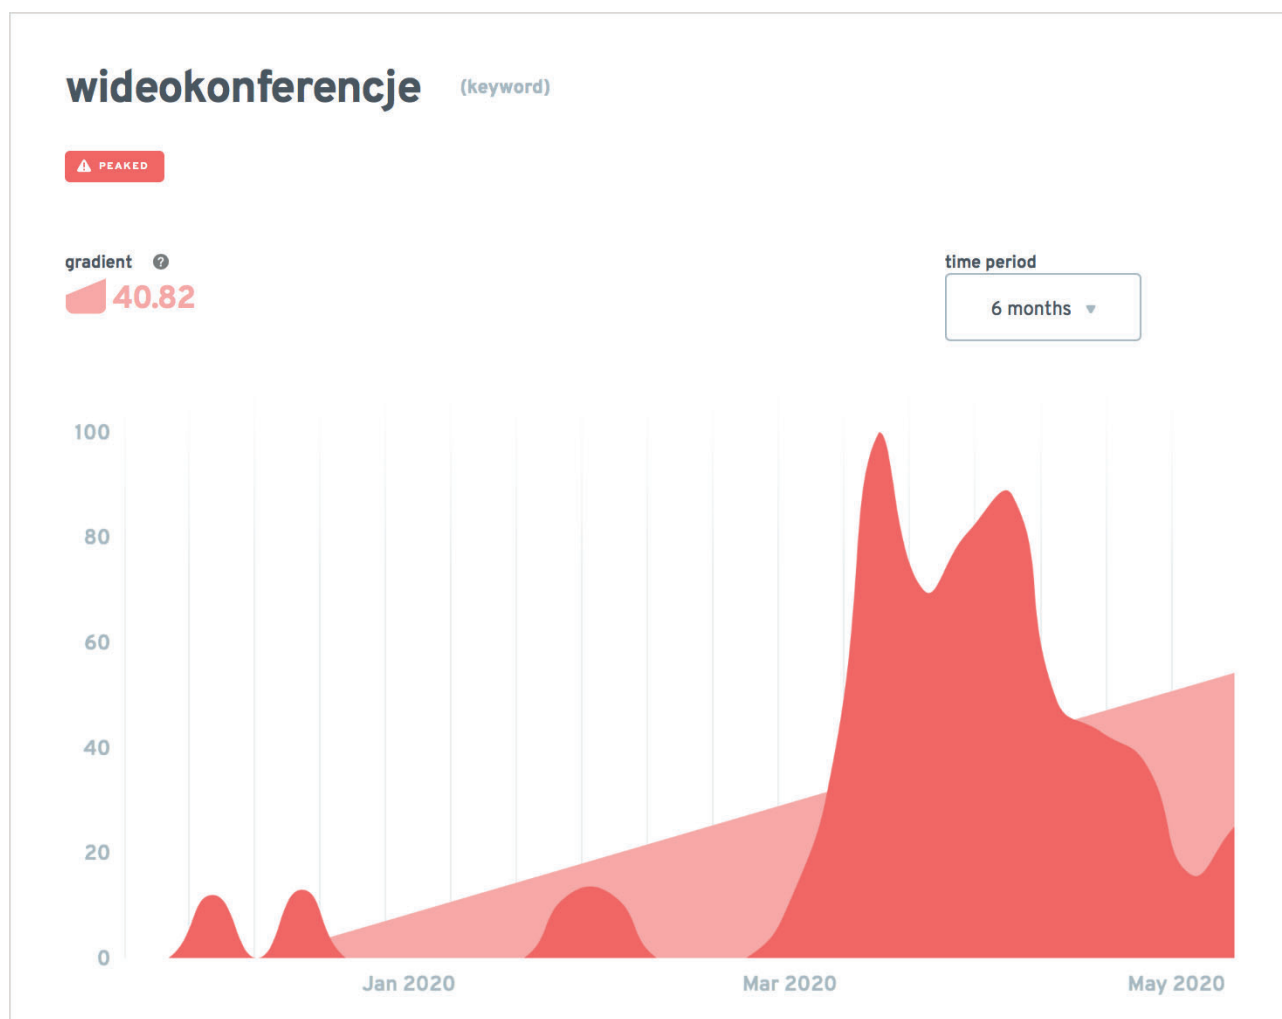 wideokonferencje (keyword)
PEAKED
gradient ?
40.82
time period
6 months
100
80
60
40
20
0
Jan 2020 Mar 2020 May 2020